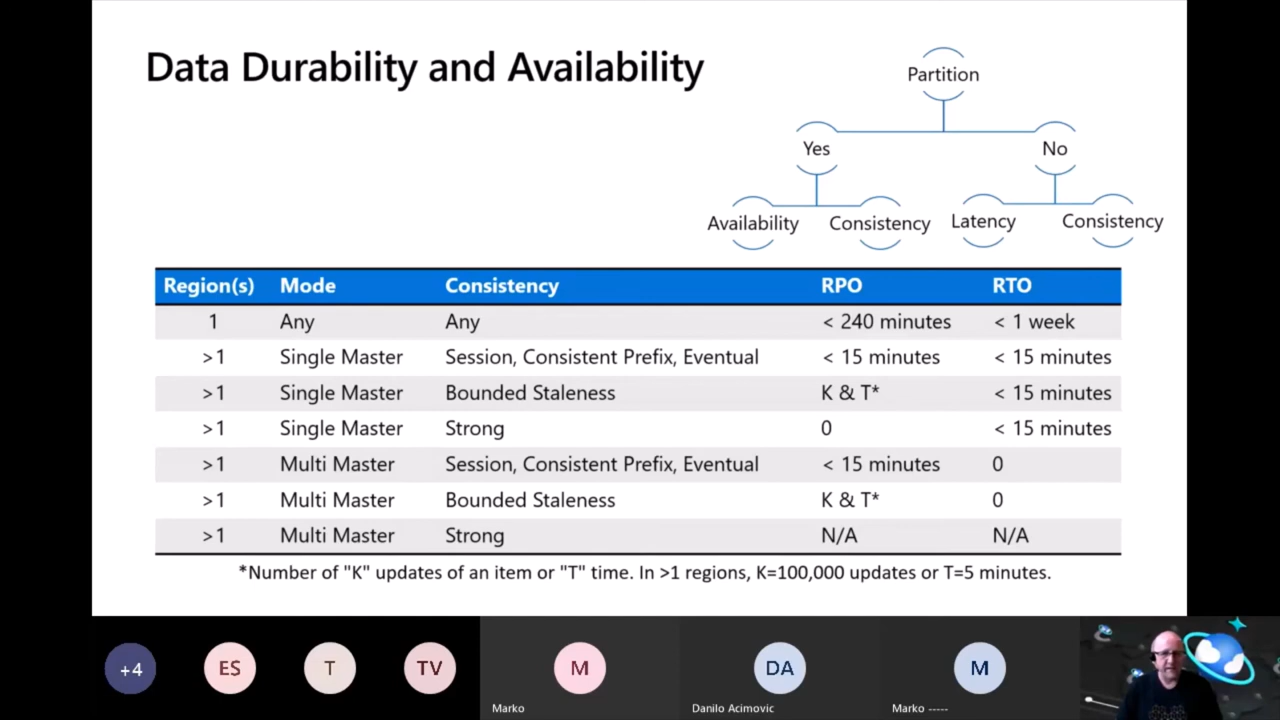 Data Durability and Availability
Partition
Yes
No
Availability
Consistency
Latency
Consistency
Region(s) Mode Consistency RPO RTO
1 Any Any < 240 minutes < 1 week
>1 Single Master Session, Consistent Prefix, Eventual < 15 minutes < 15 minutes
>1 Single Master Bounded Staleness K & T* < 15 minutes
>1 Single Master Strong 0 < 15 minutes
>1 Multi Master Session, Consistent Prefix, Eventual < 15 minutes 0
>1 Multi Master Bounded Staleness K & T* 0
>1 Multi Master Strong N/A N/A
*Number of "K" updates of an item or "T" time. In >1 regions, K=100,000 updates or T=5 minutes.
+4 ES T TV M DA M
Marko Danilo Acimovic Marko -----